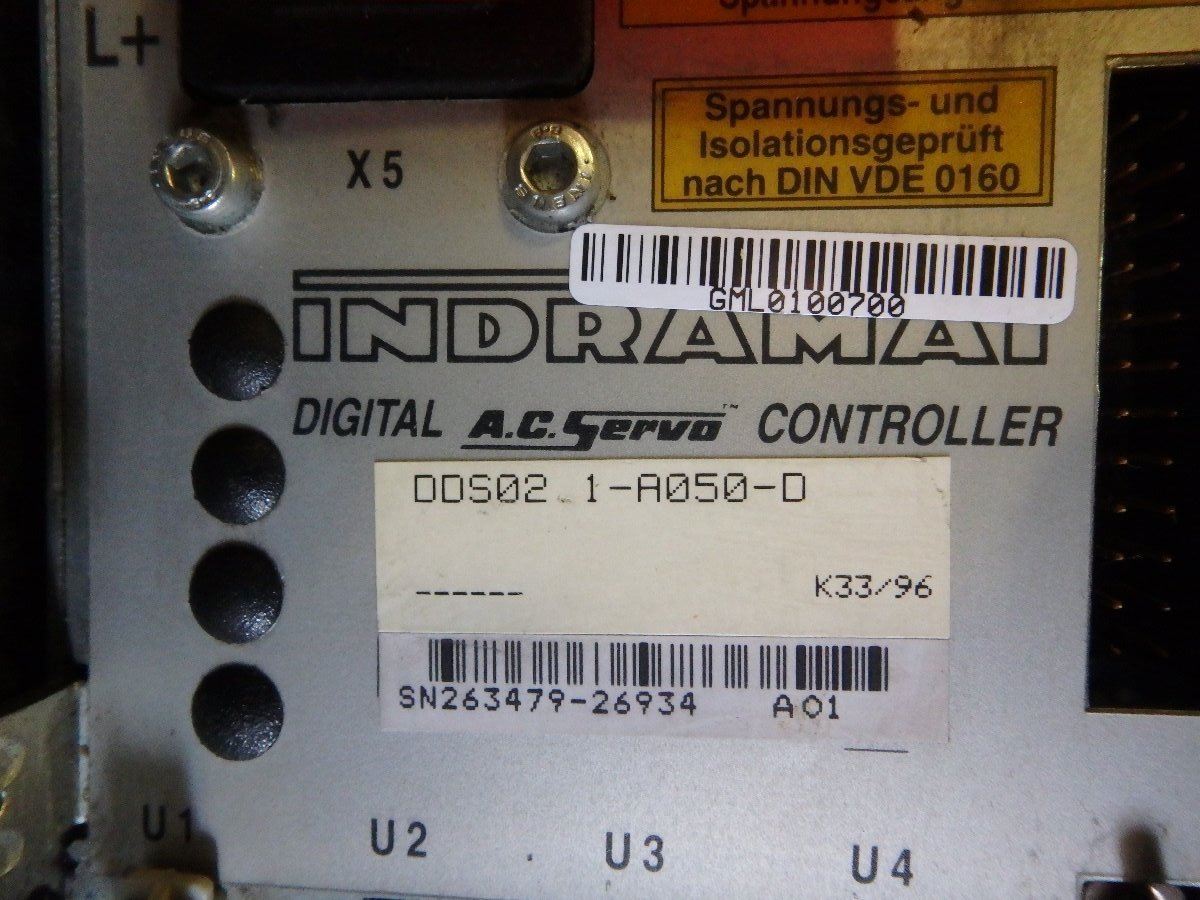 L+
X5
Spannungs- und
Isolationsgeprüft
nach DIN VDE 0160
GML0100700
INDRAMAT
DIGITAL A.C. Servo™ CONTROLLER
DDS02 1-A050-D
------ K33/96
SN263479-26934 A01
U1 U2 U3 U4